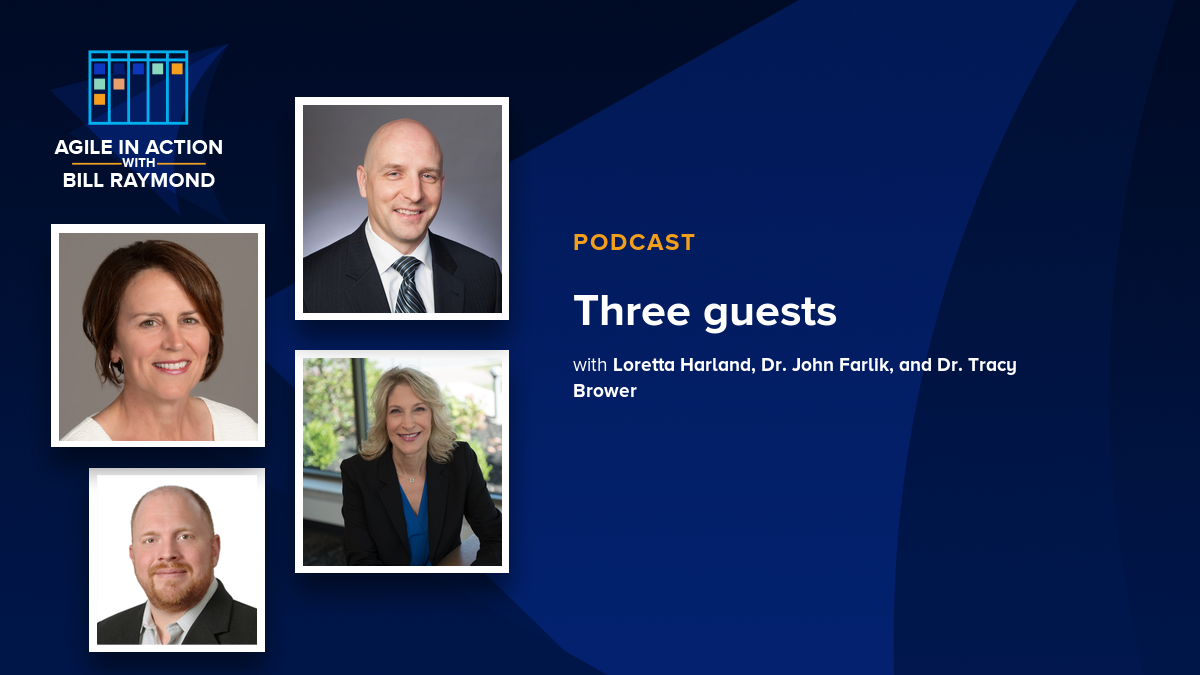 AGILE IN ACTION
WITH
BILL RAYMOND
PODCAST
Three guests
with Loretta Harland, Dr. John Farlik, and Dr. Tracy
Brower